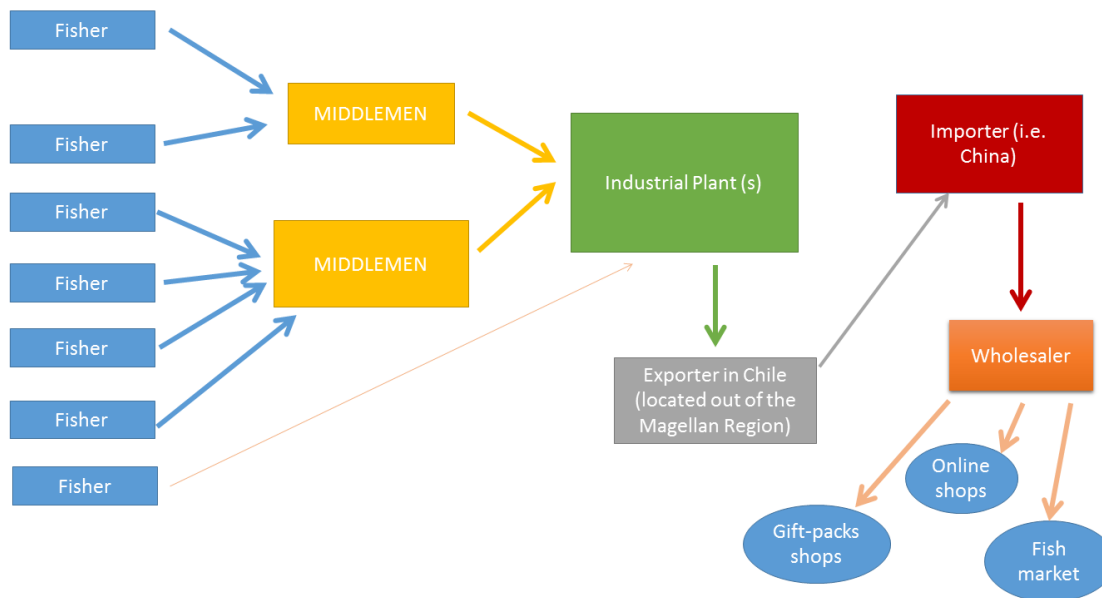 Fisher
Fisher
Fisher
Fisher
Fisher
Fisher
Fisher
MIDDLEMEN
MIDDLEMEN
Industrial Plant (s)
Exporter in Chile
(located out of the
Magellan Region)
Importer (i.e.
China)
Wholesaler
Online
shops
Gift-packs
shops
Fish
market